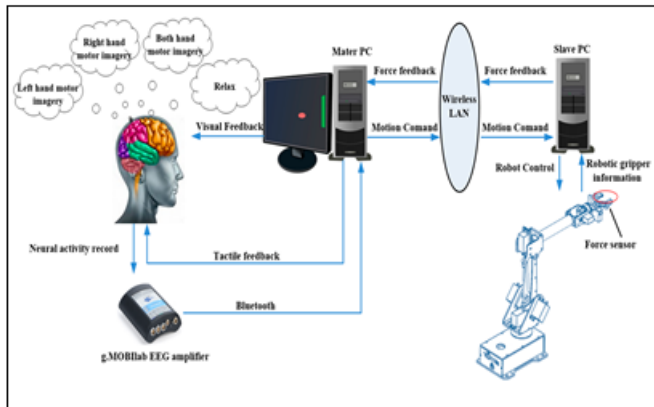 Both hand
motor imagery
Right hand
motor imagery
Left hand motor
imagery
Relax
Mater PC
Slave PC
Force feedback
Force feedback
Wireless
LAN
Visual Feedback
Motion Comand
Motion Comand
Robot Control
Robotic gripper
information
Force sensor
Neural activity record
Tactile feedback
Bluetooth
g.MOBIlab EEG amplifier